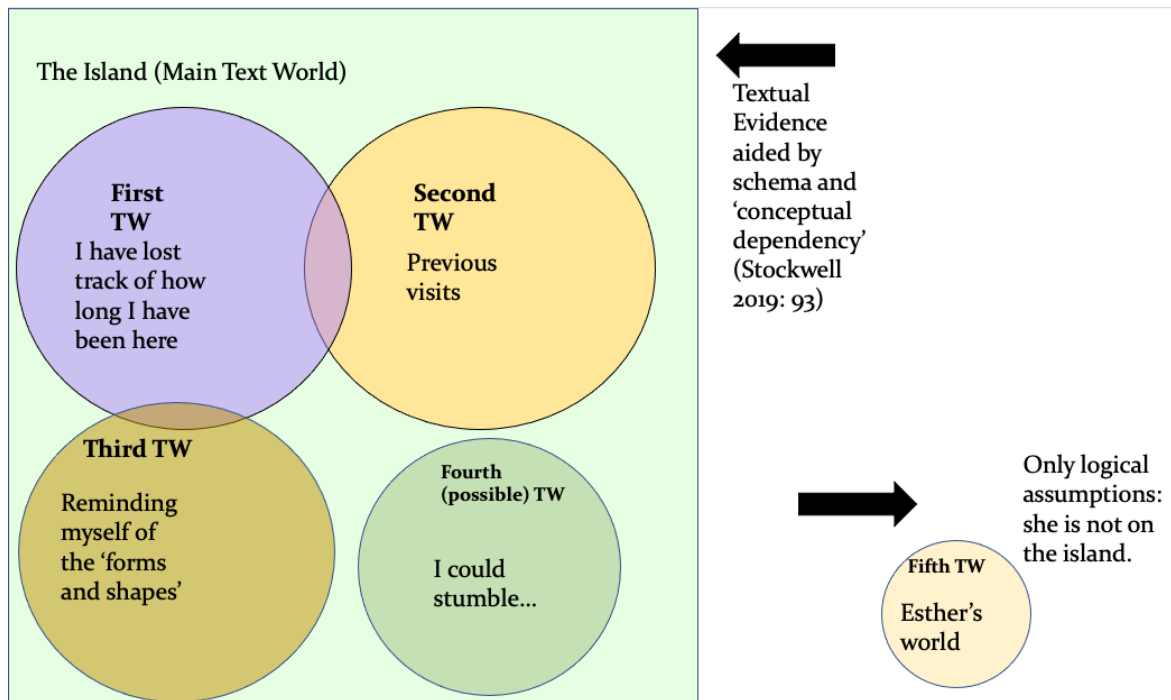 The Island (Main Text World)
First
TW
I have lost
track of how
long I have
been here
Second
TW
Previous
visits
Textual
Evidence
aided by
schema and
‘conceptual
dependency’
(Stockwell
2019: 93)
Third TW
Reminding
myself of
the ‘forms
and shapes’
Fourth
(possible) TW
I could
stumble...
Only logical
assumptions:
she is not on
the island.
Fifth TW
Esther’s
world